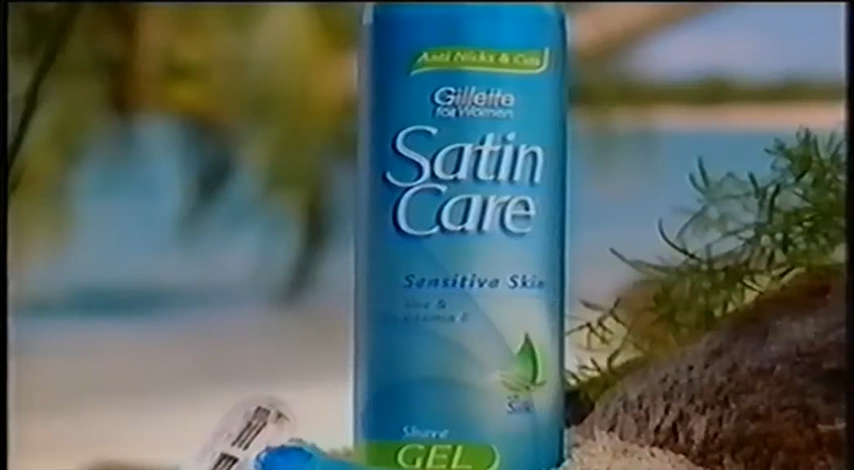 Anti Nicks & Cuts
Gillette
for Women
Satin
Care
Sensitive Skin
Silk
Shave
GEL